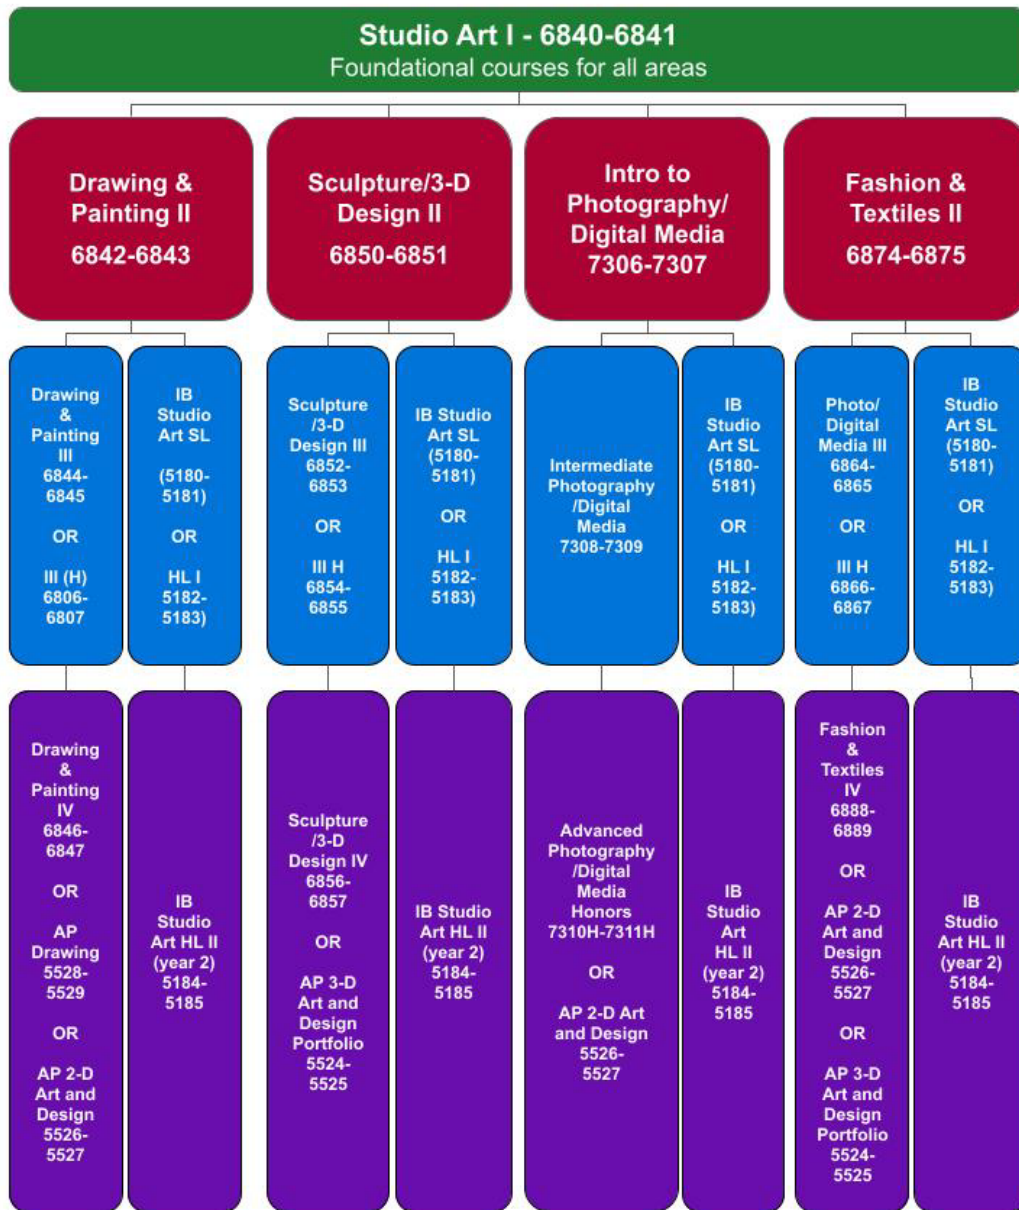 Studio Art I - 6840-6841
Foundational courses for all areas
Drawing &
Painting II
6842-6843
Sculpture/3-D
Design II
6850-6851
Intro to
Photography/
Digital Media
7306-7307
Fashion &
Textiles II
6874-6875
Drawing
&
Painting
III
6844-
6845
OR
III (H)
6806-
6807
IB
Studio
Art SL
(5180-
5181)
OR
HL I
5182-
5183)
Sculpture
/3-D
Design III
6852-
6853
OR
III H
6854-
6855
IB Studio
Art SL
(5180-
5181)
OR
HL I
5182-
5183)
Intermediate
Photography
/Digital
Media
7308-7309
IB
Studio
Art SL
(5180-
5181)
OR
HL I
5182-
5183)
Photo/
Digital
Media III
6864-
6865
OR
III H
6866-
6867
IB
Studio
Art SL
(5180-
5181)
OR
HL I
5182-
5183)
Drawing
&
Painting
IV
6846-
6847
OR
AP
Drawing
5528-
5529
OR
AP 2-D
Art and
Design
5526-
5527
IB
Studio
Art HL II
(year 2)
5184-
5185
Sculpture
/3-D
Design IV
6856-
6857
OR
AP 3-D
Art and
Design
Portfolio
5524-
5525
IB Studio
Art HL II
(year 2)
5184-
5185
Advanced
Photography
/Digital
Media
Honors
7310H-7311H
OR
AP 2-D Art
and Design
5526-
5527
IB
Studio
Art
HL II
(year 2)
5184-
5185
Fashion
&
Textiles
IV
6888-
6889
OR
AP 2-D
Art and
Design
5526-
5527
OR
AP 3-D
Art and
Design
Portfolio
5524-
5525
IB
Studio
Art HL II
(year 2)
5184-
5185